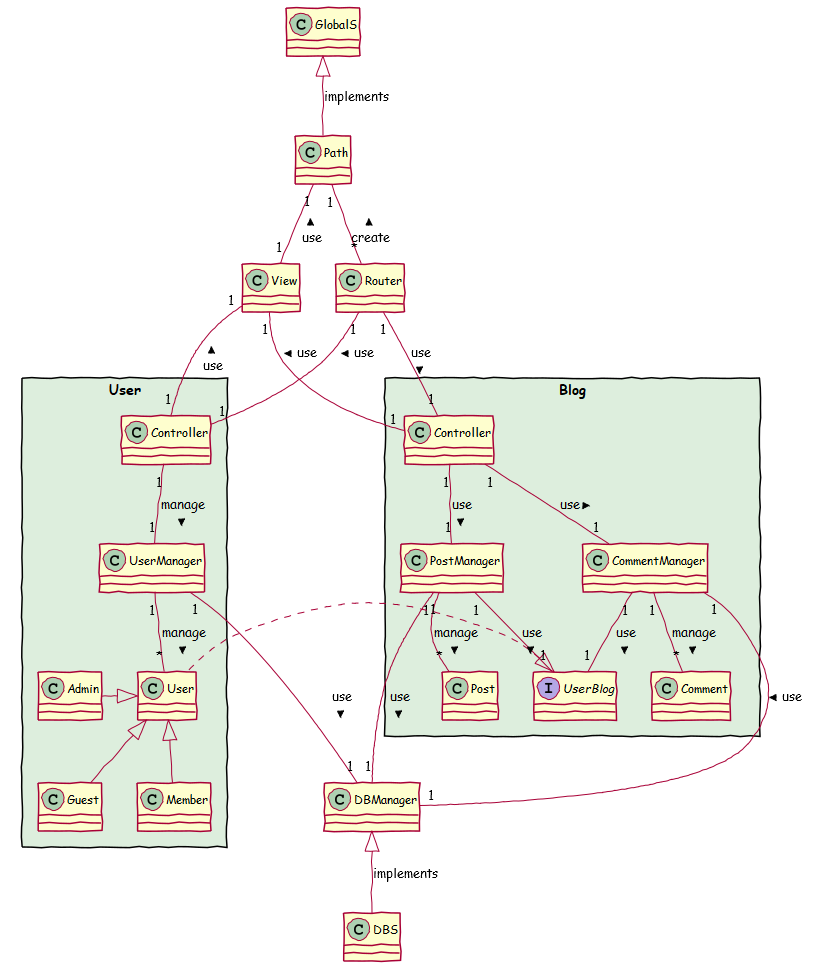 C GlobalS
implements
C Path
1 1
use create
1 *
C View C Router
1 1 1 1
use use use use
User Blog
1 1 1 1
C Controller C Controller
1 1 1
manage use use
1 1 1
C UserManager C PostManager C CommentManager
1 1 1 1 1 1 1 1
manage manage use use manage
* * 1 1 *
C Admin C User C Post I UserBlog C Comment
use use use
1 1 1
C Guest C Member C DBManager
implements
C DBS